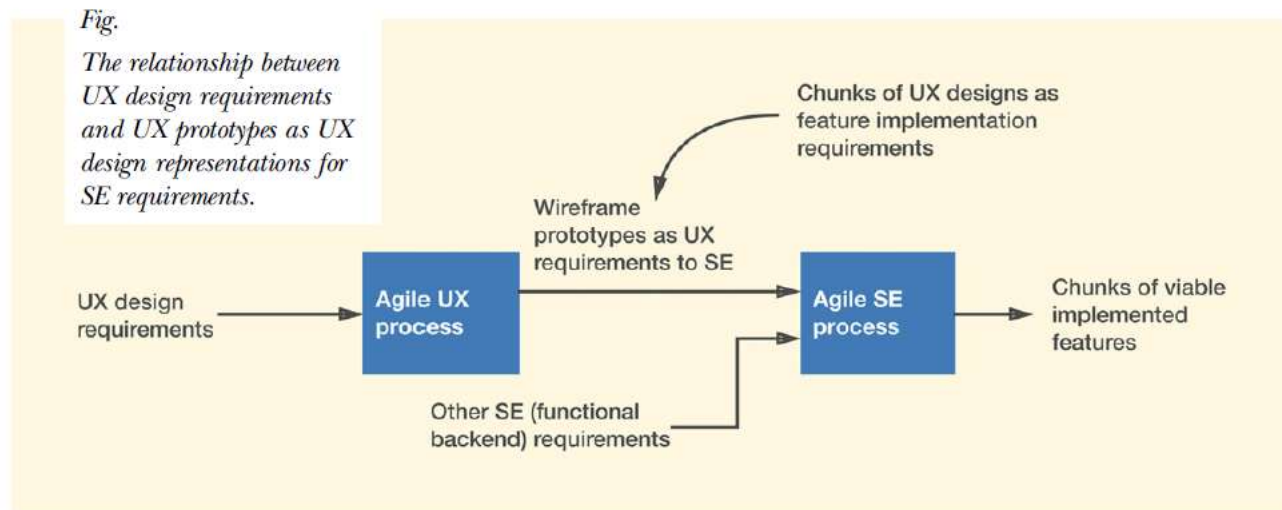 Fig.
The relationship between
UX design requirements
and UX prototypes as UX
design representations for
SE requirements.
Chunks of UX designs as
feature implementation
requirements
Wireframe
prototypes as UX
requirements to SE
UX design
requirements
Agile UX
process
Agile SE
process
Chunks of viable
implemented
features
Other SE (functional
backend) requirements